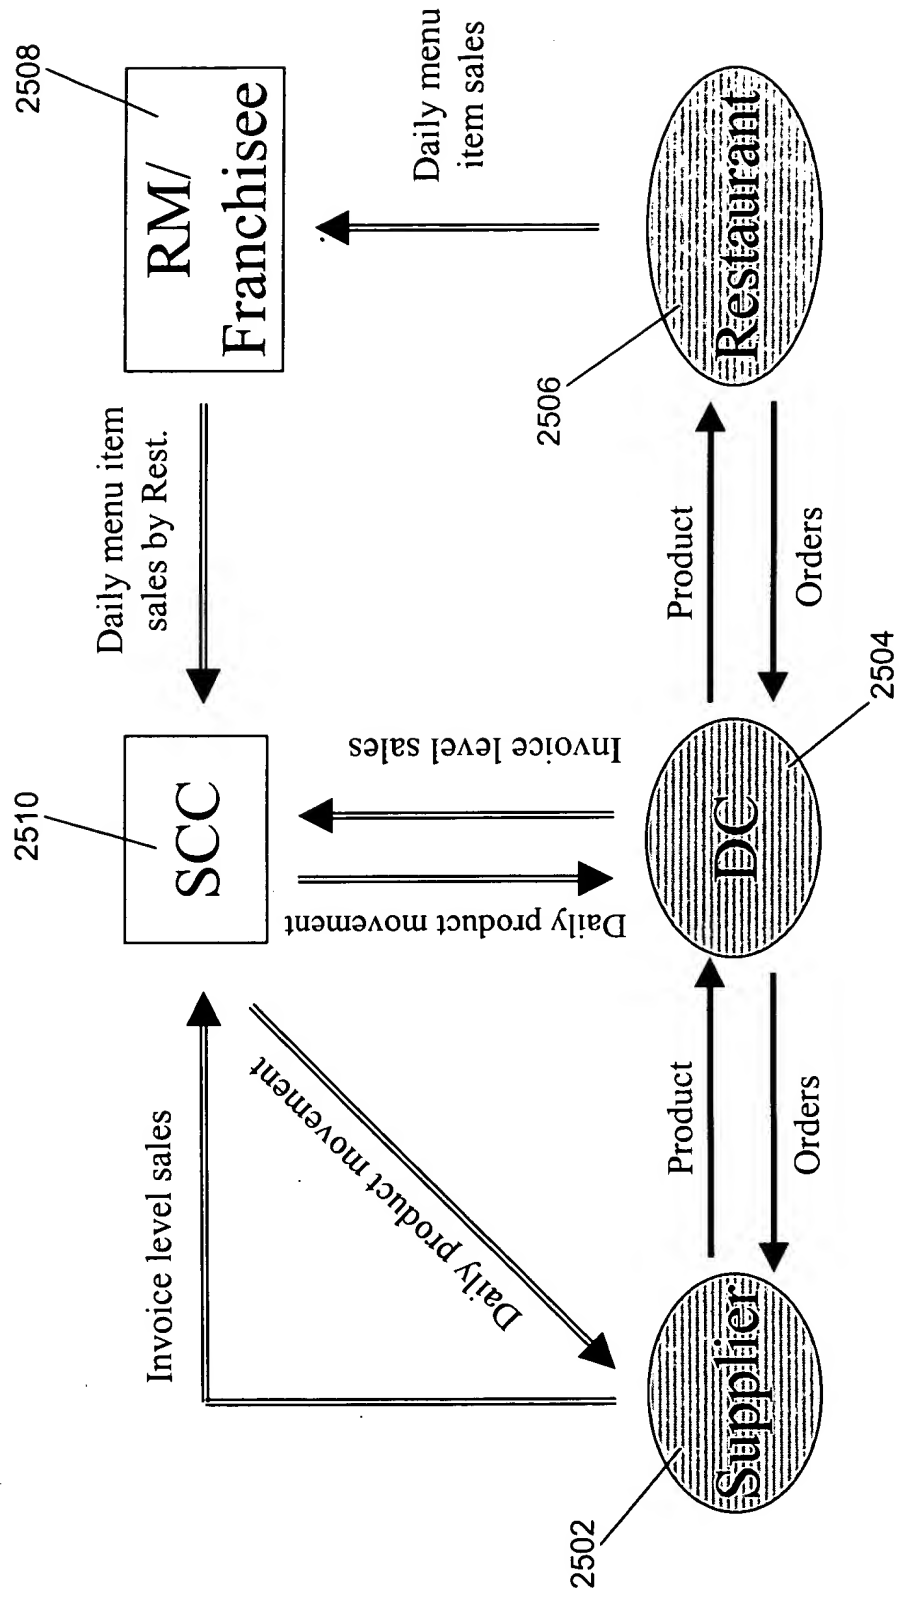 2510
2508
SCC
RM/
Franchisee
Invoice level sales
Daily menu item
sales by Rest.
Daily product movement
Daily product movement
Invoice level sales
Daily menu
item sales
2502
2506
Supplier
Product
Orders
DC
Product
Orders
Restaurant
2504